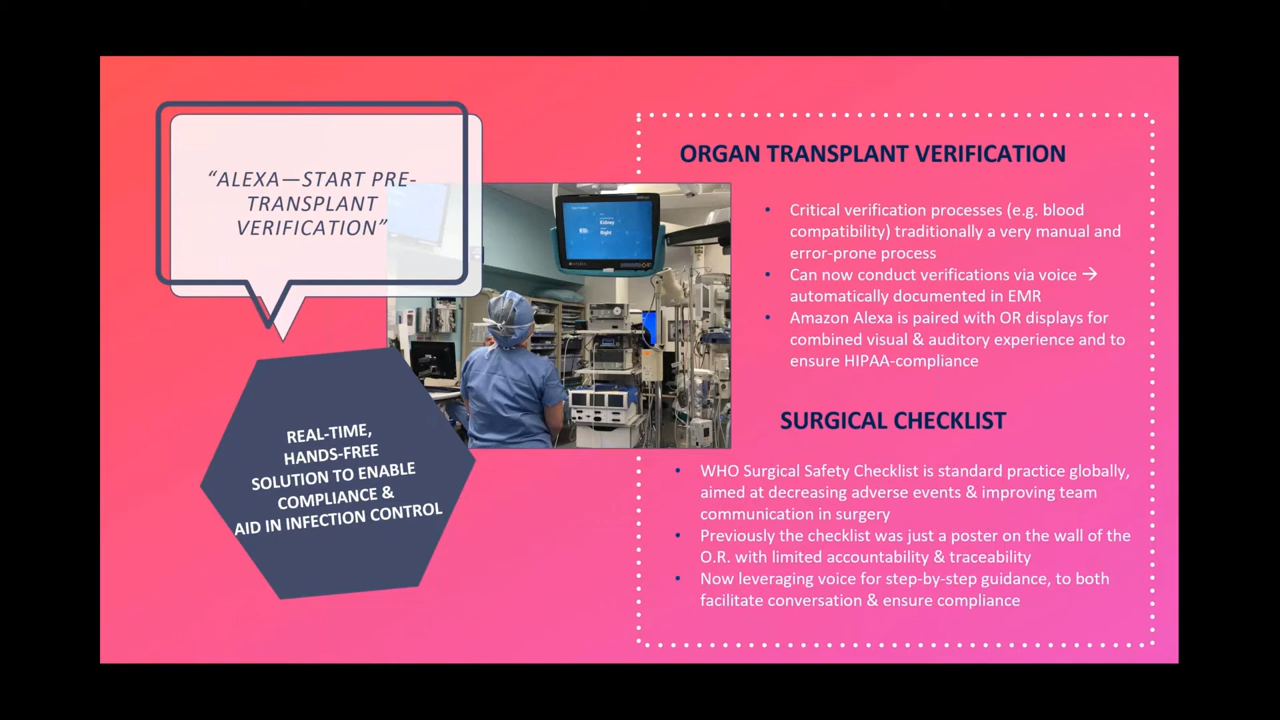 “ALEXA—START PRE-
TRANSPLANT
VERIFICATION”
REAL-TIME,
HANDS-FREE
SOLUTION TO ENABLE
COMPLIANCE &
AID IN INFECTION CONTROL
Kidney
Right
ORGAN TRANSPLANT VERIFICATION
• Critical verification processes (e.g. blood
compatibility) traditionally a very manual and
error-prone process
• Can now conduct verifications via voice →
automatically documented in EMR
• Amazon Alexa is paired with OR displays for
combined visual & auditory experience and to
ensure HIPAA-compliance
SURGICAL CHECKLIST
• WHO Surgical Safety Checklist is standard practice globally,
aimed at decreasing adverse events & improving team
communication in surgery
• Previously the checklist was just a poster on the wall of the
O.R. with limited accountability & traceability
• Now leveraging voice for step-by-step guidance, to both
facilitate conversation & ensure compliance